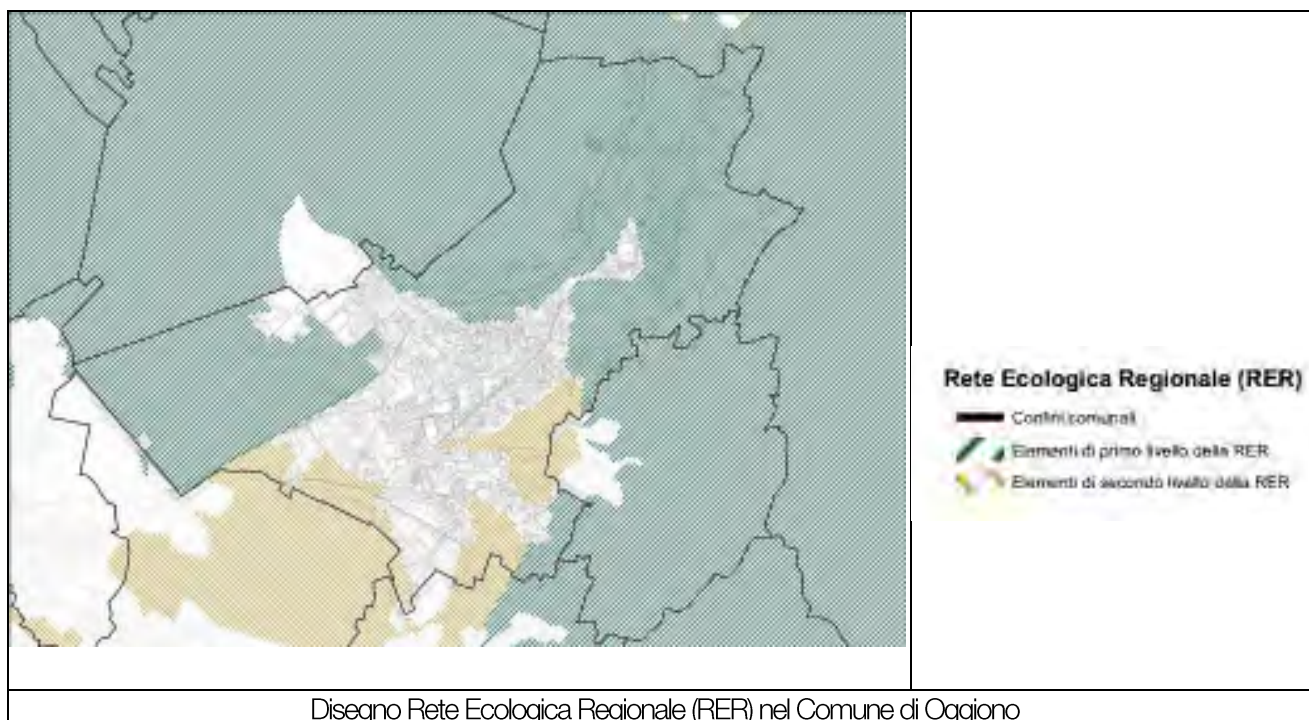 Rete Ecologica Regionale (RER)
Confini comunali
Elementi di primo livello della RER
Elementi di secondo livello della RER
Disegno Rete Ecologica Regionale (RER) nel Comune di Oggiono